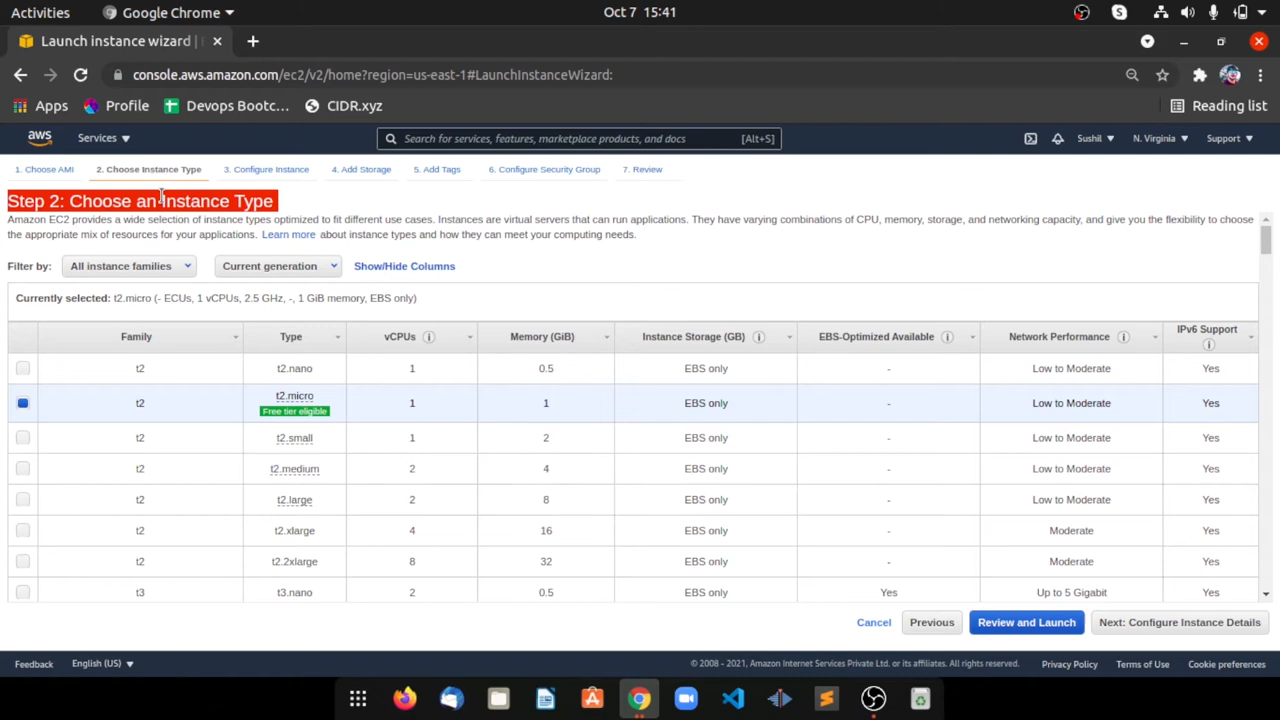 Activities
Google Chrome
Oct 7 15:41
Launch instance wizard |
console.aws.amazon.com/ec2/v2/home?region=us-east-1#LaunchInstanceWizard:
Apps Profile Devops Bootc... CIDR.xyz Reading list
aws Services Search for services, features, marketplace products, and docs [Alt+S] Sushil N. Virginia Support
1. Choose AMI 2. Choose Instance Type 3. Configure Instance 4. Add Storage 5. Add Tags 6. Configure Security Group 7. Review
Step 2: Choose an Instance Type
Amazon EC2 provides a wide selection of instance types optimized to fit different use cases. Instances are virtual servers that can run applications. They have varying combinations of CPU, memory, storage, and networking capacity, and give you the flexibility to choose
the appropriate mix of resources for your applications. Learn more about instance types and how they can meet your computing needs.
Filter by: All instance families Current generation Show/Hide Columns
Currently selected: t2.micro (- ECUs, 1 vCPUs, 2.5 GHz, -, 1 GiB memory, EBS only)
Family Type vCPUs Memory (GiB) Instance Storage (GB) EBS-Optimized Available Network Performance IPv6 Support
t2 t2.nano 1 0.5 EBS only - Low to Moderate Yes
t2 t2.micro 1 1 EBS only - Low to Moderate Yes
Free tier eligible
t2 t2.small 1 2 EBS only - Low to Moderate Yes
t2 t2.medium 2 4 EBS only - Low to Moderate Yes
t2 t2.large 2 8 EBS only - Low to Moderate Yes
t2 t2.xlarge 4 16 EBS only - Moderate Yes
t2 t2.2xlarge 8 32 EBS only - Moderate Yes
t3 t3.nano 2 0.5 EBS only Yes Up to 5 Gigabit Yes
Cancel Previous Review and Launch Next: Configure Instance Details
Feedback English (US) © 2008 - 2021, Amazon Internet Services Private Ltd. or its affiliates. All rights reserved. Privacy Policy Terms of Use Cookie preferences